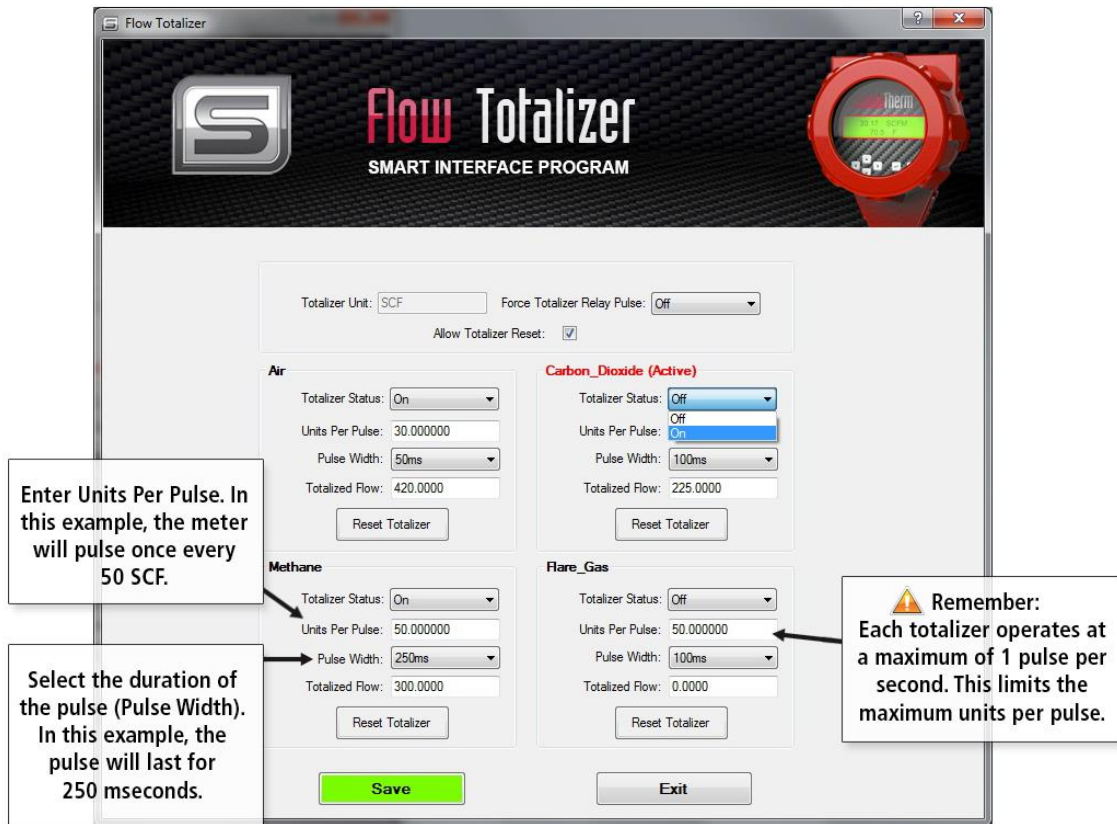 Flow Totalizer
Flow Totalizer
SMART INTERFACE PROGRAM
Therm
SCFM
Totalizer Unit: SCF Force Totalizer Relay Pulse: Off
Allow Totalizer Reset:
Air
Totalizer Status: On
Units Per Pulse: 30.000000
Pulse Width: 50ms
Totalized Flow: 420.0000
Reset Totalizer
Carbon_Dioxide (Active)
Totalizer Status: Off
Off
Units Per Pulse: On
Pulse Width: 100ms
Totalized Flow: 225.0000
Reset Totalizer
Enter Units Per Pulse. In
this example, the meter
will pulse once every
50 SCF.
Methane
Totalizer Status: On
Units Per Pulse: 50.000000
Pulse Width: 250ms
Totalized Flow: 300.0000
Reset Totalizer
Select the duration of
the pulse (Pulse Width).
In this example, the
pulse will last for
250 mseconds.
Flare_Gas
Totalizer Status: Off
Units Per Pulse: 50.000000
Pulse Width: 100ms
Totalized Flow: 0.0000
Reset Totalizer
Remember:
Each totalizer operates at
a maximum of 1 pulse per
second. This limits the
maximum units per pulse.
Save
Exit